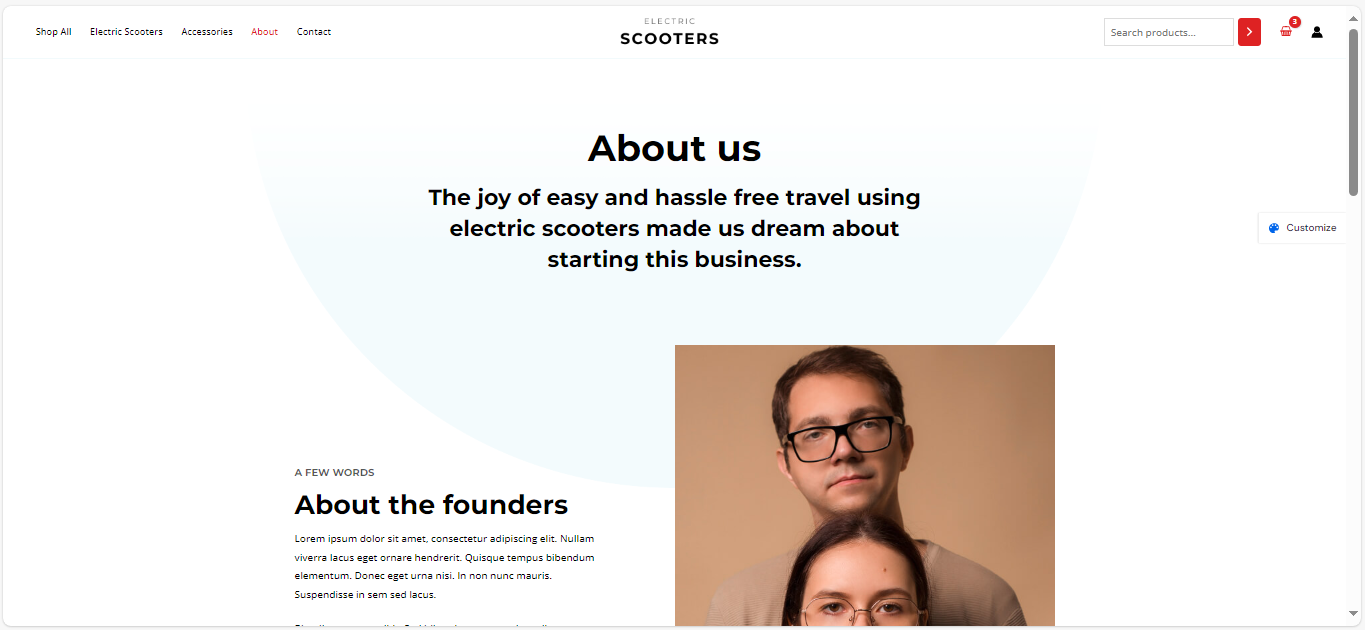 Shop All
Electric Scooters
Accessories
About
Contact
ELECTRIC
SCOOTERS
Search products...
3
About us
The joy of easy and hassle free travel using
electric scooters made us dream about
starting this business.
Customize
A FEW WORDS
About the founders
Lorem ipsum dolor sit amet, consectetur adipiscing elit. Nullam
viverra lacus eget ornare hendrerit. Quisque tempus bibendum
elementum. Donec eget urna nisi. In non nunc mauris.
Suspendisse in sem sed lacus.